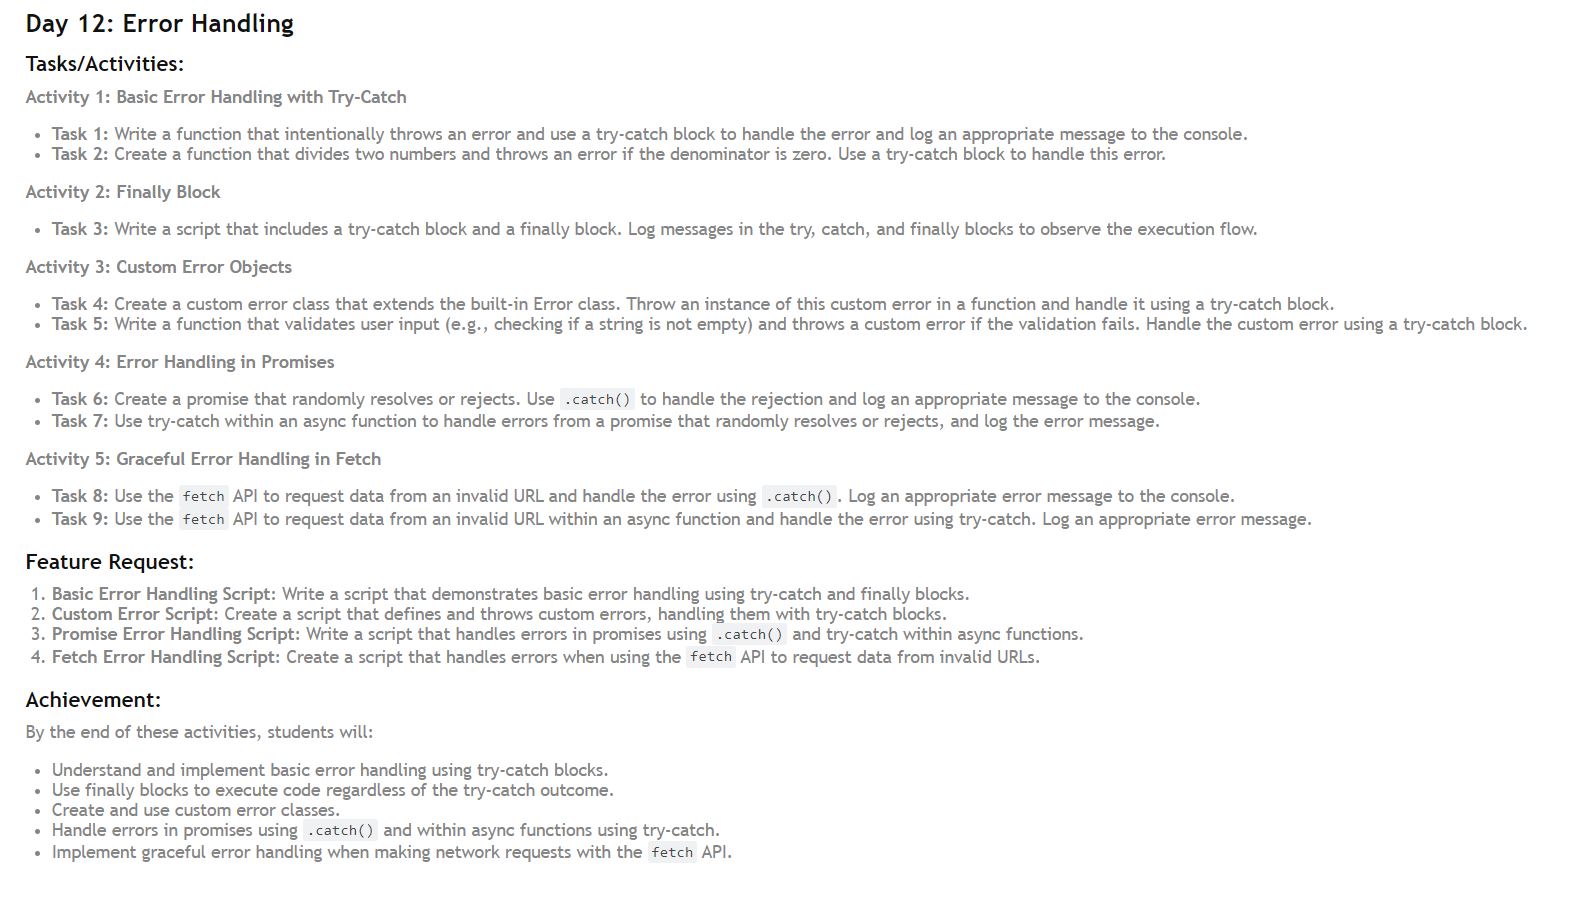 Day 12: Error Handling
Tasks/Activities:
Activity 1: Basic Error Handling with Try-Catch
• Task 1: Write a function that intentionally throws an error and use a try-catch block to handle the error and log an appropriate message to the console.
• Task 2: Create a function that divides two numbers and throws an error if the denominator is zero. Use a try-catch block to handle this error.
Activity 2: Finally Block
• Task 3: Write a script that includes a try-catch block and a finally block. Log messages in the try, catch, and finally blocks to observe the execution flow.
Activity 3: Custom Error Objects
• Task 4: Create a custom error class that extends the built-in Error class. Throw an instance of this custom error in a function and handle it using a try-catch block.
• Task 5: Write a function that validates user input (e.g., checking if a string is not empty) and throws a custom error if the validation fails. Handle the custom error using a try-catch block.
Activity 4: Error Handling in Promises
• Task 6: Create a promise that randomly resolves or rejects. Use .catch() to handle the rejection and log an appropriate message to the console.
• Task 7: Use try-catch within an async function to handle errors from a promise that randomly resolves or rejects, and log the error message.
Activity 5: Graceful Error Handling in Fetch
• Task 8: Use the fetch API to request data from an invalid URL and handle the error using .catch(). Log an appropriate error message to the console.
• Task 9: Use the fetch API to request data from an invalid URL within an async function and handle the error using try-catch. Log an appropriate error message.
Feature Request:
1. Basic Error Handling Script: Write a script that demonstrates basic error handling using try-catch and finally blocks.
2. Custom Error Script: Create a script that defines and throws custom errors, handling them with try-catch blocks.
3. Promise Error Handling Script: Write a script that handles errors in promises using .catch() and try-catch within async functions.
4. Fetch Error Handling Script: Create a script that handles errors when using the fetch API to request data from invalid URLs.
Achievement:
By the end of these activities, students will:
• Understand and implement basic error handling using try-catch blocks.
• Use finally blocks to execute code regardless of the try-catch outcome.
• Create and use custom error classes.
• Handle errors in promises using .catch() and within async functions using try-catch.
• Implement graceful error handling when making network requests with the fetch API.